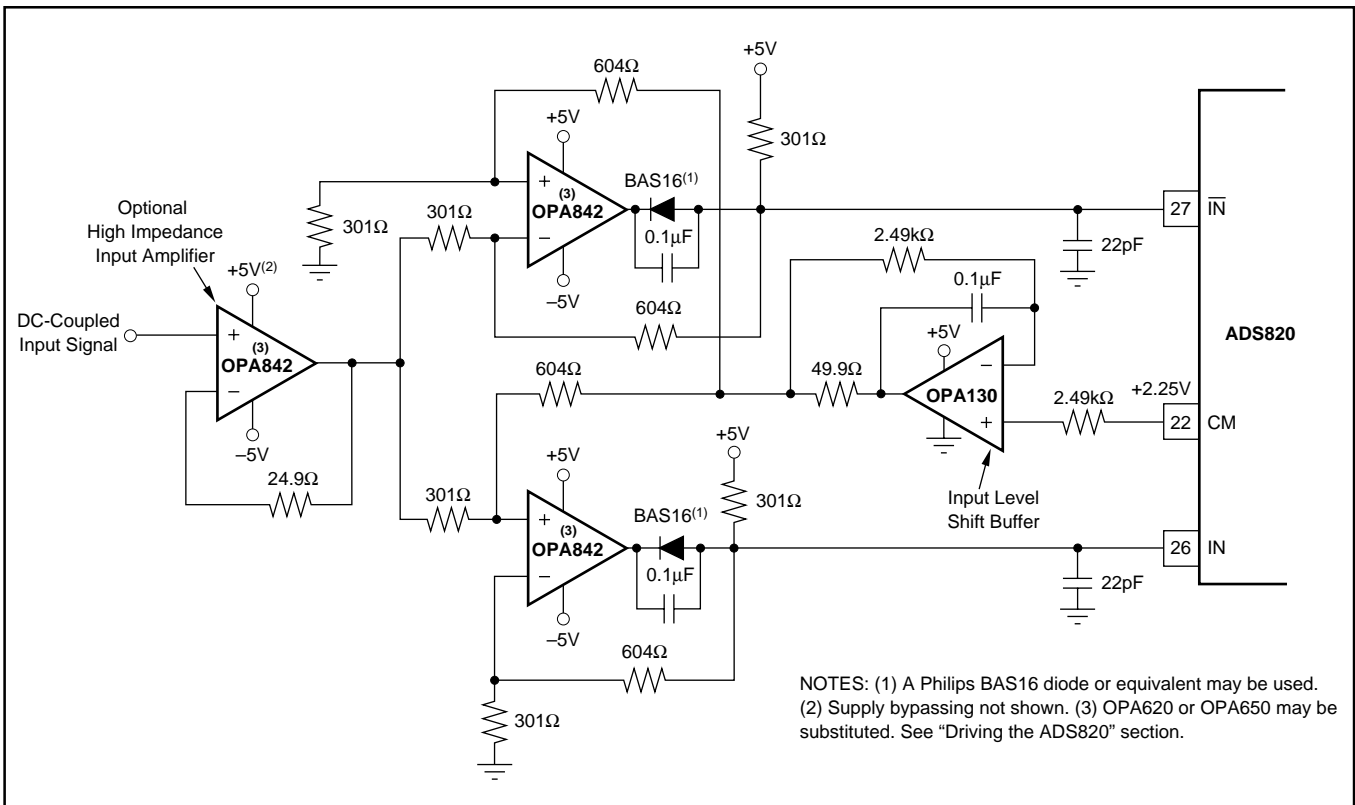 +5V
604Ω
+5V
301Ω
BAS16(1)
+
(3)
OPA842
–
27
IN
Optional
High Impedance
Input Amplifier
301Ω
301Ω
0.1µF
2.49kΩ
22pF
+5V(2)
–5V
0.1µF
DC-Coupled
Input Signal
+
(3)
OPA842
–
604Ω
+5V
ADS820
–
OPA130
+
604Ω
49.9Ω
2.49kΩ
+2.25V
22
CM
–5V
+5V
+5V
24.9Ω
301Ω
301Ω
Input Level
Shift Buffer
BAS16(1)
+
(3)
OPA842
–
26
IN
0.1µF
22pF
–5V
604Ω
301Ω
NOTES: (1) A Philips BAS16 diode or equivalent may be used.
(2) Supply bypassing not shown. (3) OPA620 or OPA650 may be
substituted. See “Driving the ADS820” section.